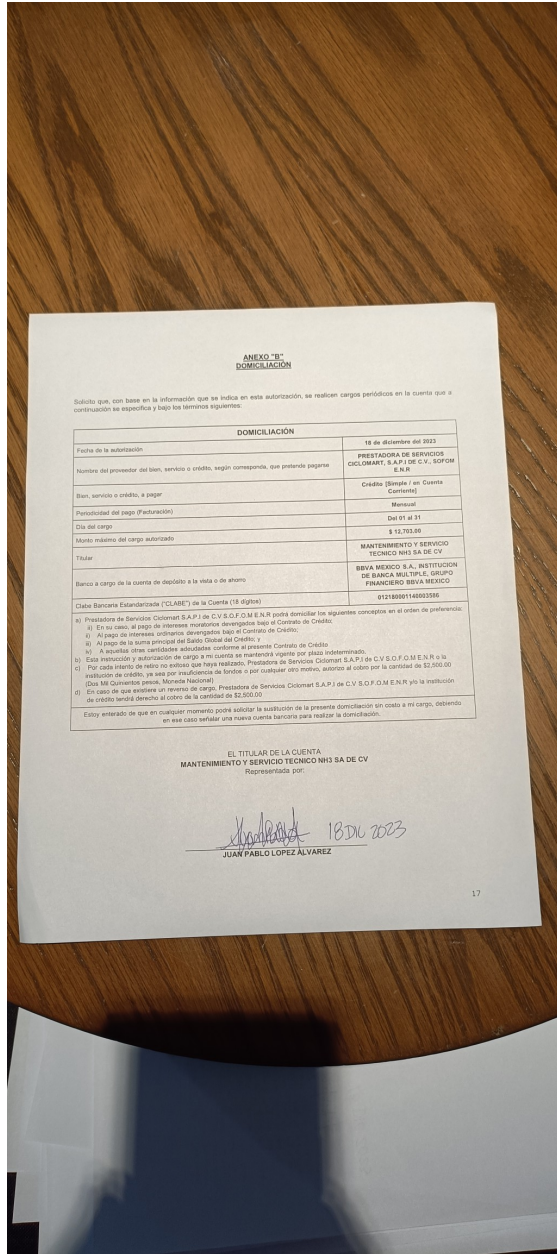 ANEXO "B"
DOMICILIACIÓN
Solicito que, con base en la información que se indica en esta autorización, se realicen cargos periódicos en la cuenta que a
continuación se especifica y bajo los términos siguientes:
DOMICILIACIÓN
Fecha de la autorización
18 de diciembre del 2023
Nombre del proveedor del bien, servicio o crédito, según corresponda, que pretende pagarse
PRESTADORA DE SERVICIOS
CICLOMART, S.A.P.I DE C.V., SOFOM
E.N.R
Bien, servicio o crédito, a pagar
Crédito [Simple / en Cuenta
Corriente]
Periodicidad del pago (Facturación)
Mensual
Día del cargo
Del 01 al 31
Monto máximo del cargo autorizado
$ 12,703.00
Titular
MANTENIMIENTO Y SERVICIO
TECNICO NH3 SA DE CV
Banco a cargo de la cuenta de depósito a la vista o de ahorro
BBVA MEXICO S.A., INSTITUCION
DE BANCA MULTIPLE, GRUPO
FINANCIERO BBVA MEXICO
Clabe Bancaria Estandarizada ("CLABE") de la Cuenta (18 dígitos)
012180001140003586
a) Prestadora de Servicios Ciclomart S.A.P.I de C.V S.O.F.O.M E.N.R podrá domiciliar los siguientes conceptos en el orden de preferencia:
ii) En su caso, al pago de intereses moratorios devengados bajo el Contrato de Crédito;
ii) Al pago de intereses ordinarios devengados bajo el Contrato de Crédito;
iii) Al pago de la suma principal del Saldo Global del Crédito; y
iv) A aquellas otras cantidades adeudadas conforme al presente Contrato de Crédito
b) Esta instrucción y autorización de cargo a mi cuenta se mantendrá vigente por plazo indeterminado.
c) Por cada intento de retiro no exitoso que haya realizado, Prestadora de Servicios Ciclomart S.A.P.I de C.V S.O.F.O.M E.N.R o la
institución de crédito, ya sea por insuficiencia de fondos o por cualquier otro motivo, autorizo al cobro por la cantidad de $2,500.00
(Dos Mil Quinientos pesos, Moneda Nacional)
d) En caso de que existiere un reverso de cargo, Prestadora de Servicios Ciclomart S.A.P.I de C.V S.O.F.O.M E.N.R y/o la institución
de crédito tendrá derecho al cobro de la cantidad de $2,500.00
Estoy enterado de que en cualquier momento podré solicitar la sustitución de la presente domiciliación sin costo a mi cargo, debiendo
en ese caso señalar una nueva cuenta bancaria para realizar la domiciliación.
EL TITULAR DE LA CUENTA
MANTENIMIENTO Y SERVICIO TECNICO NH3 SA DE CV
Representada por:
18 DIC 2023
JUAN PABLO LOPEZ ALVAREZ
17